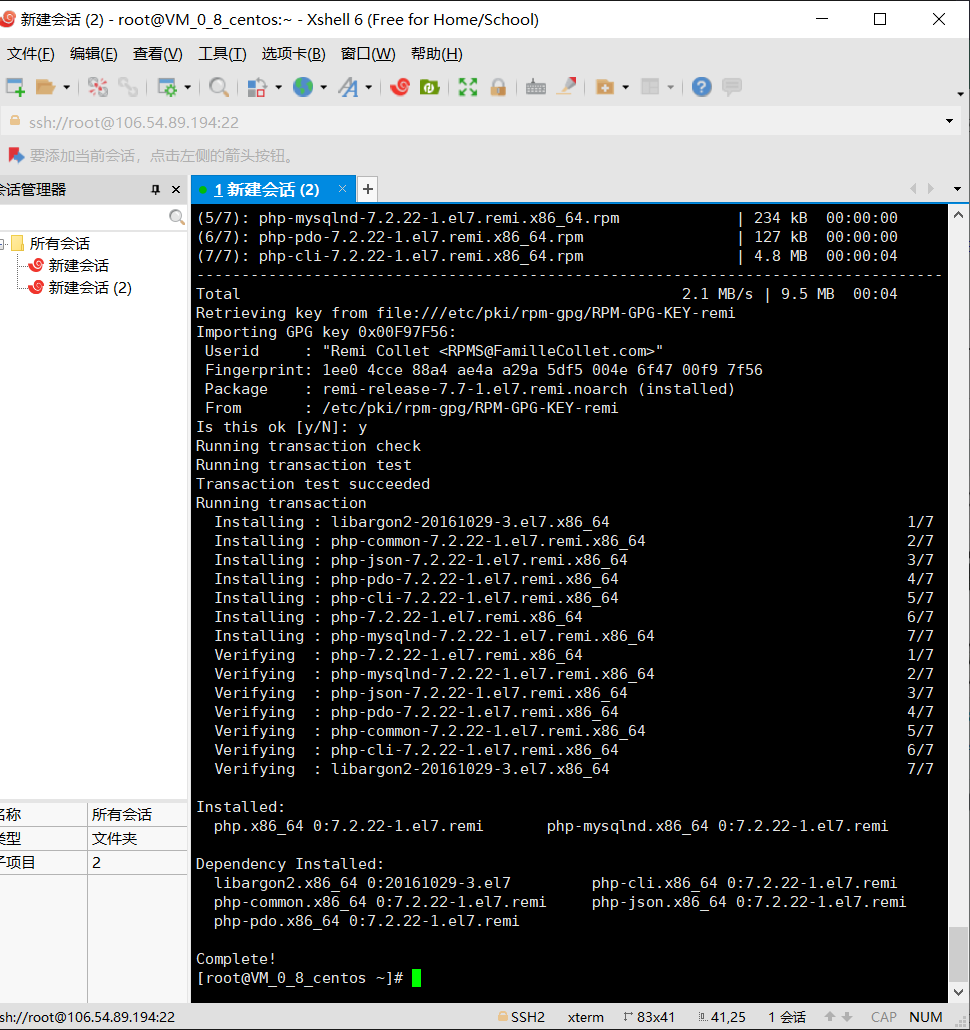 新建会话 (2) - root@VM_0_8_centos:~ - Xshell 6 (Free for Home/School)
文件(F) 编辑(E) 查看(V) 工具(T) 选项卡(B) 窗口(W) 帮助(H)
ssh://root@106.54.89.194:22
要添加当前会话，点击左侧的箭头按钮。
会话管理器
1 新建会话 (2)
所有会话
新建会话
新建会话 (2)
(5/7): php-mysqlnd-7.2.22-1.el7.remi.x86_64.rpm | 234 kB 00:00:00
(6/7): php-pdo-7.2.22-1.el7.remi.x86_64.rpm | 127 kB 00:00:00
(7/7): php-cli-7.2.22-1.el7.remi.x86_64.rpm | 4.8 MB 00:00:04
--------------------------------------------------------------------------------
Total 2.1 MB/s | 9.5 MB 00:04
Retrieving key from file:///etc/pki/rpm-gpg/RPM-GPG-KEY-remi
Importing GPG key 0x00F97F56:
Userid : "Remi Collet <RPMS@FamilleCollet.com>"
Fingerprint: 1ee0 4cce 88a4 ae4a a29a 5df5 004e 6f47 00f9 7f56
Package : remi-release-7.7-1.el7.remi.noarch (installed)
From : /etc/pki/rpm-gpg/RPM-GPG-KEY-remi
Is this ok [y/N]: y
Running transaction check
Running transaction test
Transaction test succeeded
Running transaction
Installing : libargon2-20161029-3.el7.x86_64 1/7
Installing : php-common-7.2.22-1.el7.remi.x86_64 2/7
Installing : php-json-7.2.22-1.el7.remi.x86_64 3/7
Installing : php-pdo-7.2.22-1.el7.remi.x86_64 4/7
Installing : php-cli-7.2.22-1.el7.remi.x86_64 5/7
Installing : php-7.2.22-1.el7.remi.x86_64 6/7
Installing : php-mysqlnd-7.2.22-1.el7.remi.x86_64 7/7
Verifying : php-7.2.22-1.el7.remi.x86_64 1/7
Verifying : php-mysqlnd-7.2.22-1.el7.remi.x86_64 2/7
Verifying : php-json-7.2.22-1.el7.remi.x86_64 3/7
Verifying : php-pdo-7.2.22-1.el7.remi.x86_64 4/7
Verifying : php-common-7.2.22-1.el7.remi.x86_64 5/7
Verifying : php-cli-7.2.22-1.el7.remi.x86_64 6/7
Verifying : libargon2-20161029-3.el7.x86_64 7/7
Installed:
php.x86_64 0:7.2.22-1.el7.remi php-mysqlnd.x86_64 0:7.2.22-1.el7.remi
Dependency Installed:
libargon2.x86_64 0:20161029-3.el7 php-cli.x86_64 0:7.2.22-1.el7.remi
php-common.x86_64 0:7.2.22-1.el7.remi php-json.x86_64 0:7.2.22-1.el7.remi
php-pdo.x86_64 0:7.2.22-1.el7.remi
Complete!
[root@VM_0_8_centos ~]#
名称 所有会话
类型 文件夹
子项目 2
sh://root@106.54.89.194:22 SSH2 xterm 83x41 41,25 1 会话 CAP NUM